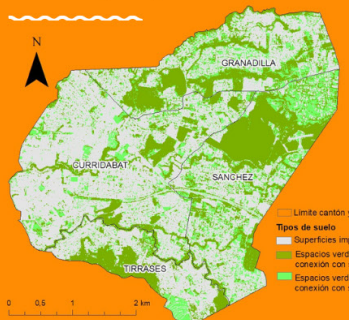 N
GRANADILLA
CURRIDABAT
SANCHEZ
TIRRASES
Límite cantón y
Tipos de suelo
Superficies imp
Espacios verd
conexión con s
Espacios verd
conexión con s
0 0,5 1 2 km